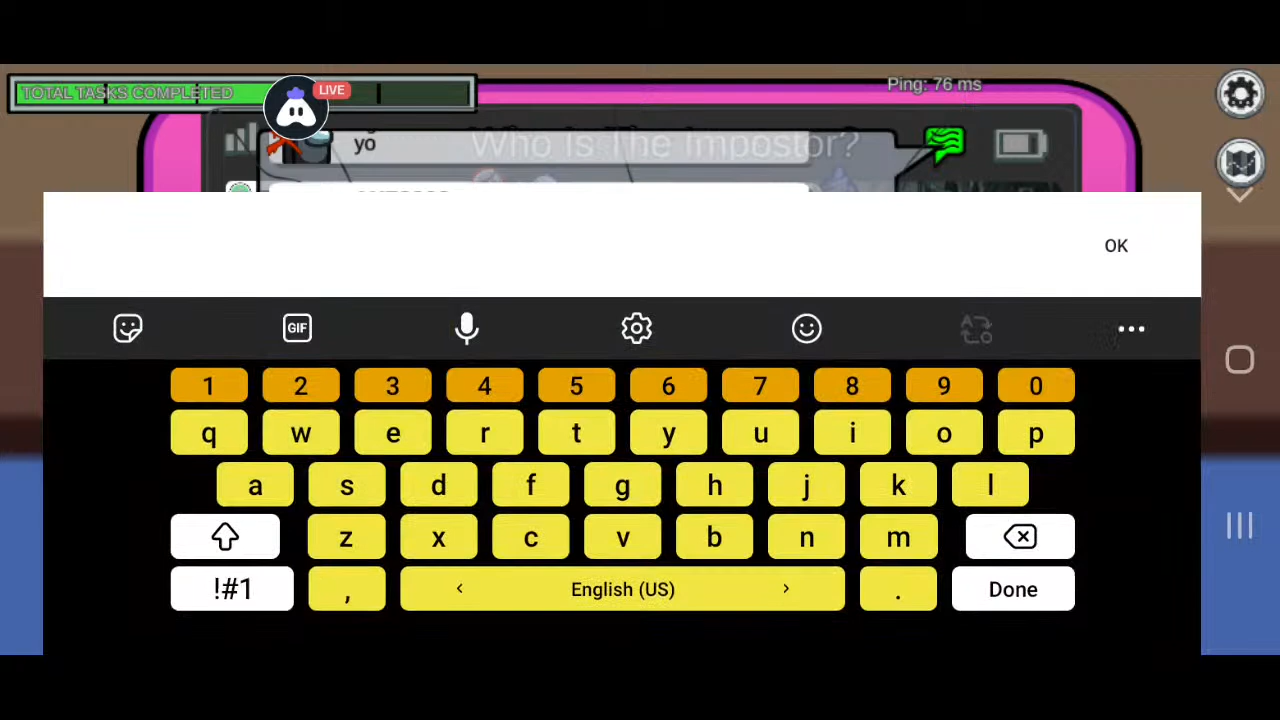 TOTAL TASKS COMPLETED
LIVE
Ping: 76 ms
yo
Who Is The Impostor?
OK
GIF
1 2 3 4 5 6 7 8 9 0
q w e r t y u i o p
a s d f g h j k l
z x c v b n m
!#1 , < English (US) > . Done